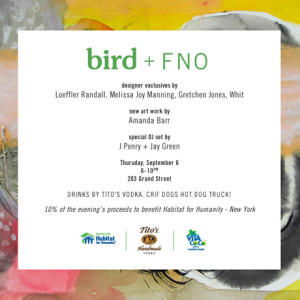 bird + FNO
designer exclusives by
Loeffler Randall, Melissa Joy Manning, Gretchen Jones, Whit
new art work by
Amanda Barr
special DJ set by
J Penry + Jay Green
Thursday, September 6
6-10PM
203 Grand Street
DRINKS BY TITO'S VODKA. CRIF DOGS HOT DOG TRUCK!
10% of the evening's proceeds to benefit Habitat for Humanity - New York
Habitat
for Humanity
Tito's
Handmade
VODKA
VITA
CoCo